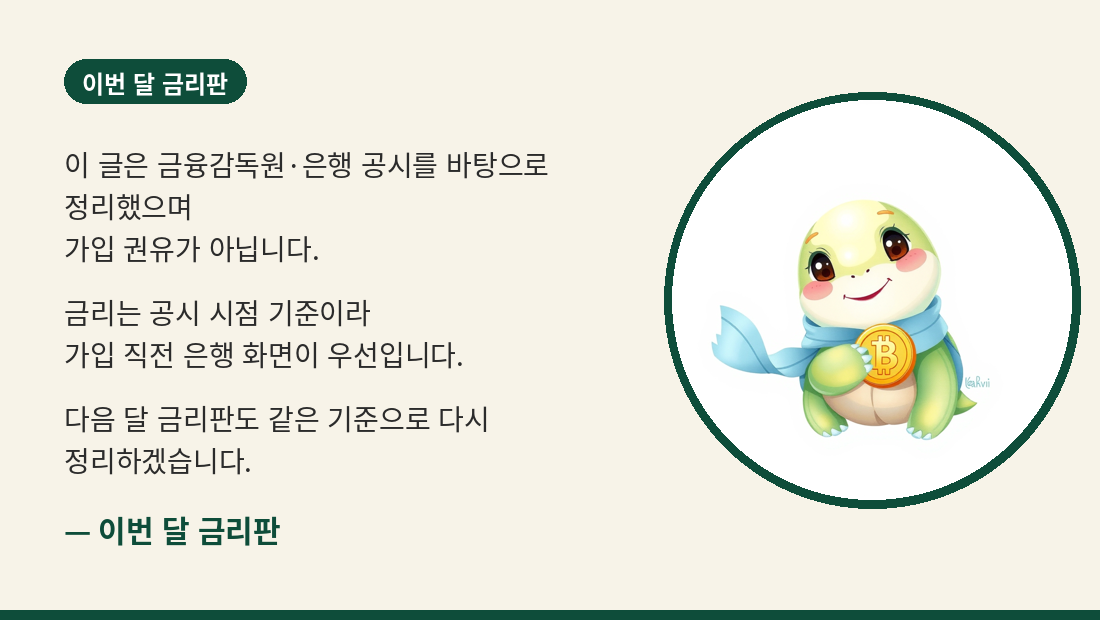 이번 달 금리판
이 글은 금융감독원·은행 공시를 바탕으로
정리했으며
가입 권유가 아닙니다.
금리는 공시 시점 기준이라
가입 직전 은행 화면이 우선입니다.
다음 달 금리판도 같은 기준으로 다시
정리하겠습니다.
— 이번 달 금리판